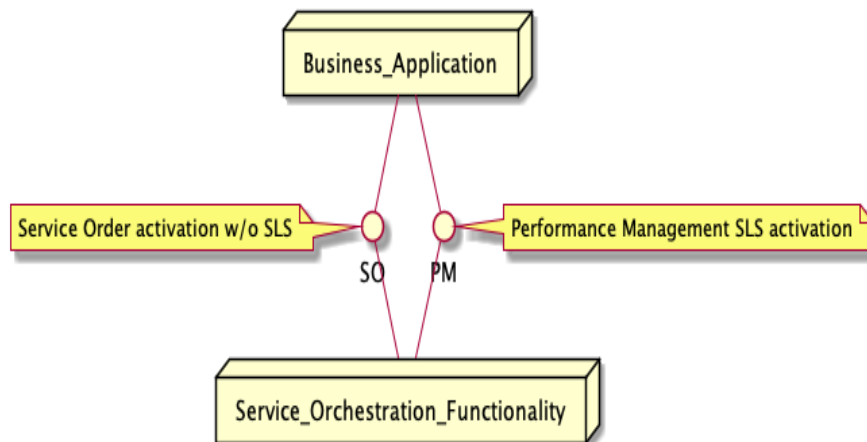 Business_Application
Service Order activation w/o SLS
Performance Management SLS activation
SO
PM
Service_Orchestration_Functionality